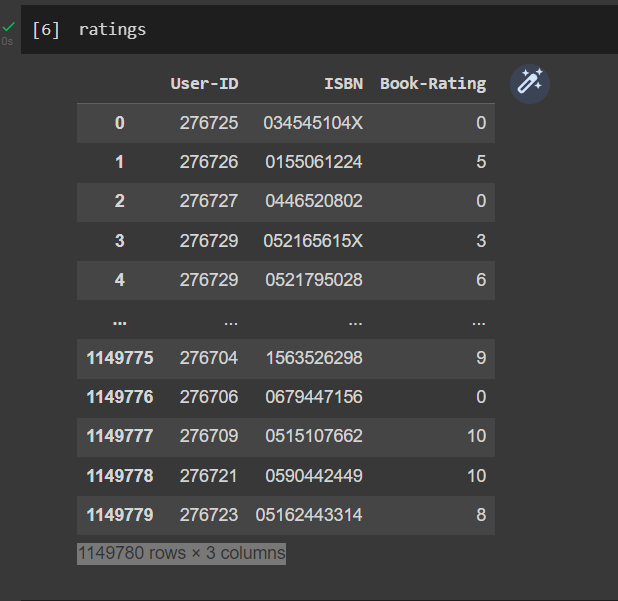 [6] ratings
0s
User-ID ISBN Book-Rating
0 276725 034545104X 0
1 276726 0155061224 5
2 276727 0446520802 0
3 276729 052165615X 3
4 276729 0521795028 6
... ... ... ...
1149775 276704 1563526298 9
1149776 276706 0679447156 0
1149777 276709 0515107662 10
1149778 276721 0590442449 10
1149779 276723 05162443314 8
1149780 rows × 3 columns